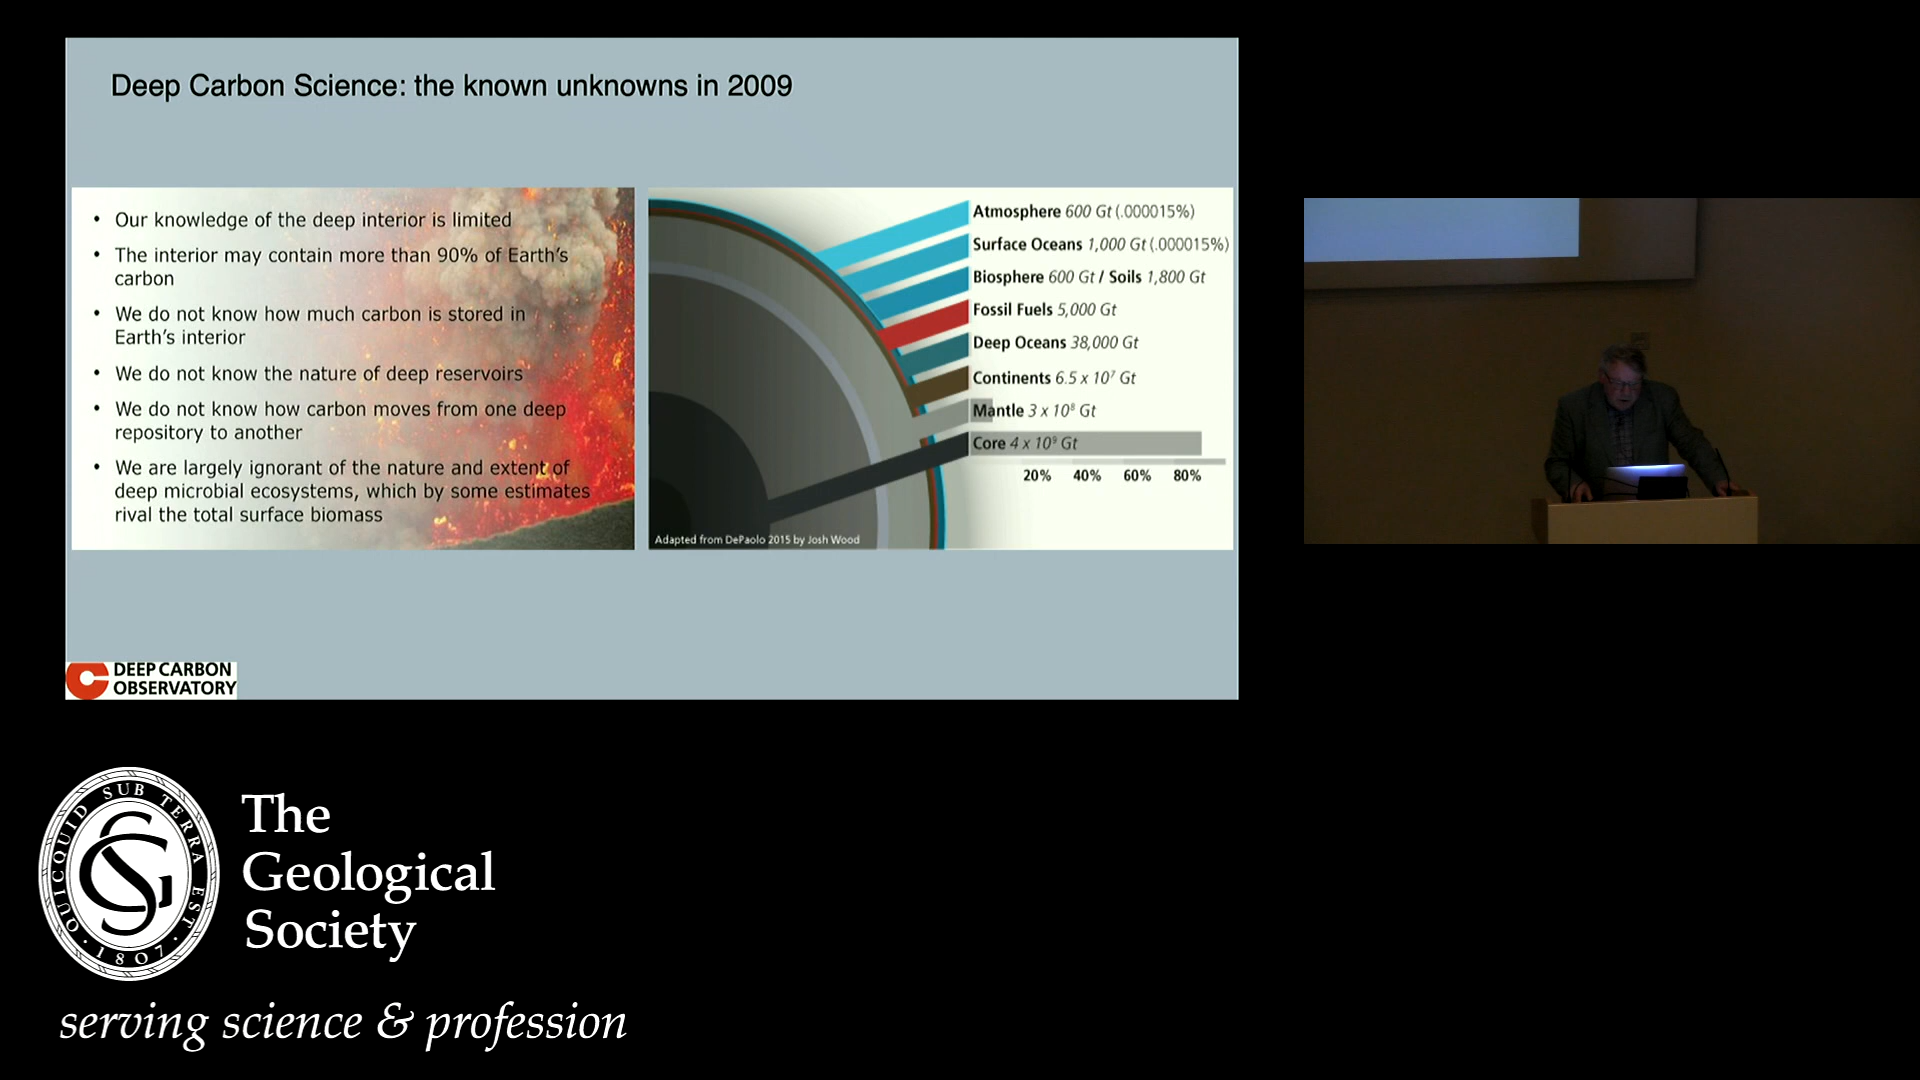 Deep Carbon Science: the known unknowns in 2009
• Our knowledge of the deep interior is limited
• The interior may contain more than 90% of Earth's
carbon
• We do not know how much carbon is stored in
Earth's interior
• We do not know the nature of deep reservoirs
• We do not know how carbon moves from one deep
repository to another
• We are largely ignorant of the nature and extent of
deep microbial ecosystems, which by some estimates
rival the total surface biomass
Atmosphere 600 Gt (.000015%)
Surface Oceans 1,000 Gt (.000015%)
Biosphere 600 Gt / Soils 1,800 Gt
Fossil Fuels 5,000 Gt
Deep Oceans 38,000 Gt
Continents 6.5 x 10⁷ Gt
Mantle 3 x 10⁸ Gt
Core 4 x 10⁹ Gt
20% 40% 60% 80%
Adapted from DePaolo 2015 by Josh Wood
DEEP CARBON
OBSERVATORY
QUICQUID SUB TERRA EST
· 1807 ·
The
Geological
Society
serving science & profession